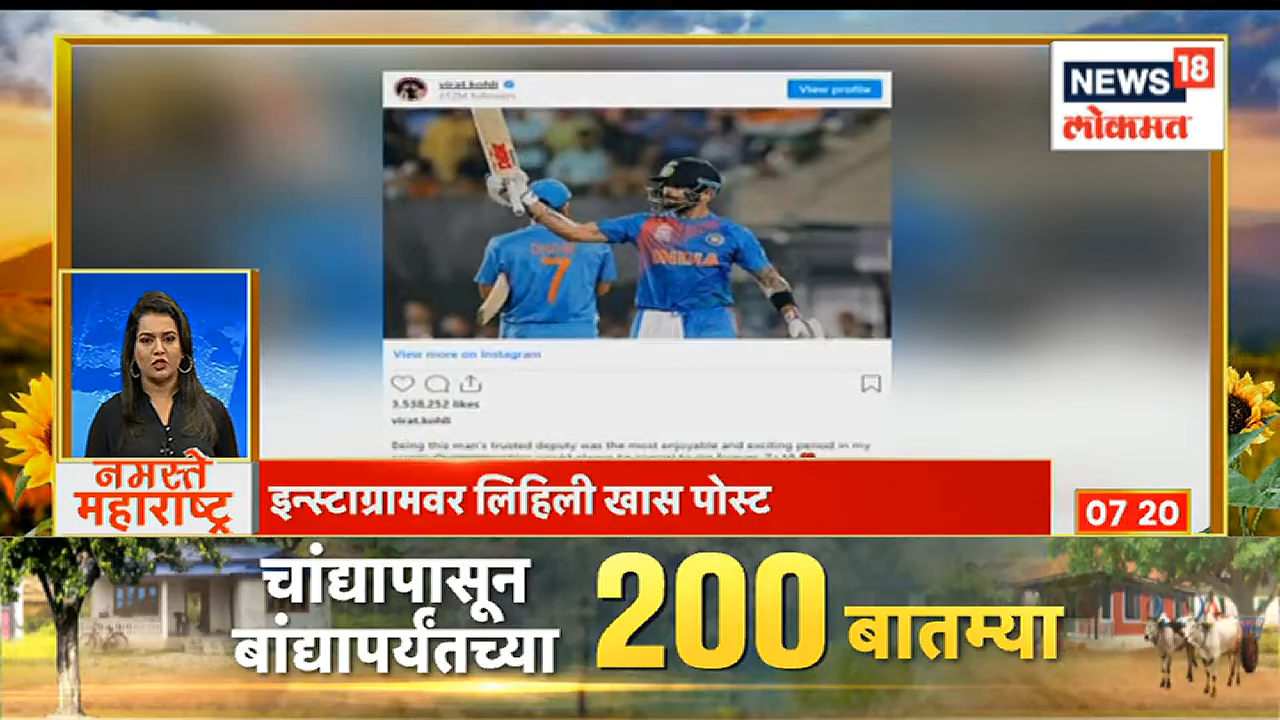 NEWS 18
लोकमत
virat.kohli
View profile
7
INDIA
View more on Instagram
3,538,252 likes
virat.kohli
Being this man's trusted deputy was the most enjoyable and exciting period in my
नमस्ते
महाराष्ट्र
इन्स्टाग्रामवर लिहिली खास पोस्ट
07 20
चांद्यापासून
बांद्यापर्यंतच्या
200 बातम्या